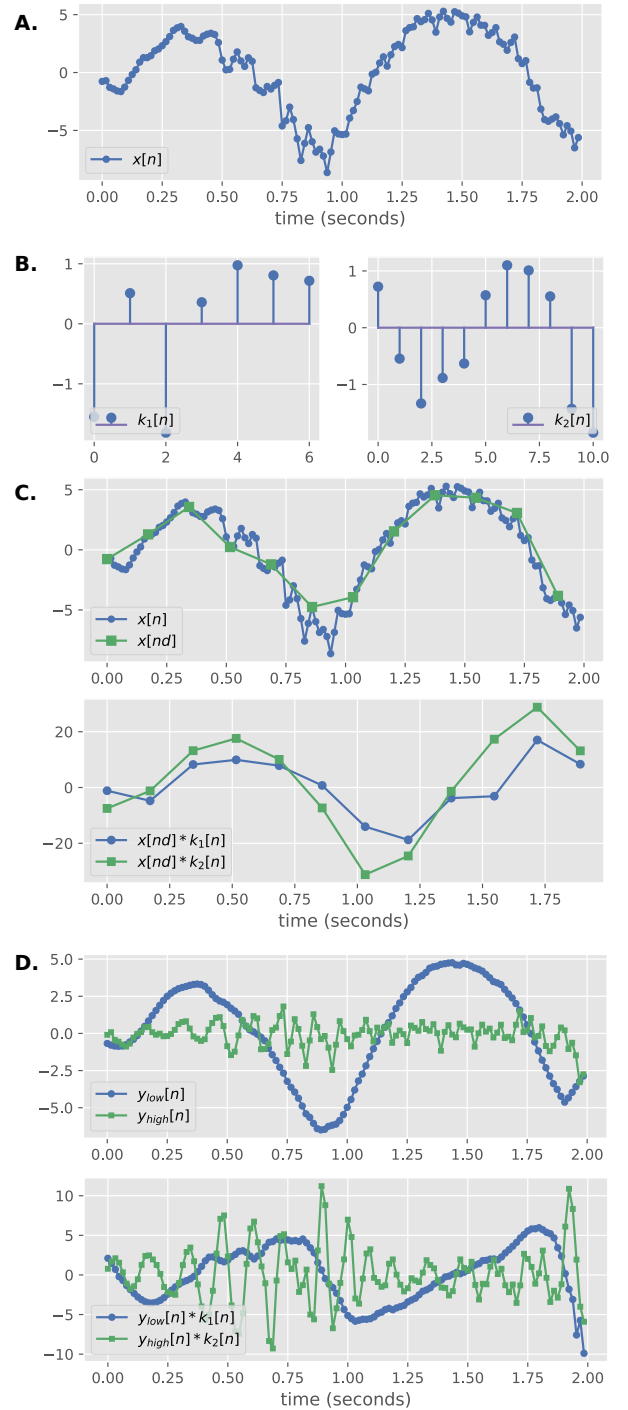 A.
5
0
−5
x[n]
0.00 0.25 0.50 0.75 1.00 1.25 1.50 1.75 2.00
time (seconds)
B.
1
0
−1
k1[n]
0 2 4 6
1
0
−1
k2[n]
0.0 2.5 5.0 7.5 10.0
C.
5
0
−5
x[n]
x[nd]
0.00 0.25 0.50 0.75 1.00 1.25 1.50 1.75 2.00
20
0
−20
x[nd] * k1[n]
x[nd] * k2[n]
0.00 0.25 0.50 0.75 1.00 1.25 1.50 1.75
time (seconds)
D.
5.0
2.5
0.0
−2.5
−5.0
ylow[n]
yhigh[n]
0.00 0.25 0.50 0.75 1.00 1.25 1.50 1.75 2.00
10
5
0
−5
−10
ylow[n] * k1[n]
yhigh[n] * k2[n]
0.00 0.25 0.50 0.75 1.00 1.25 1.50 1.75 2.00
time (seconds)